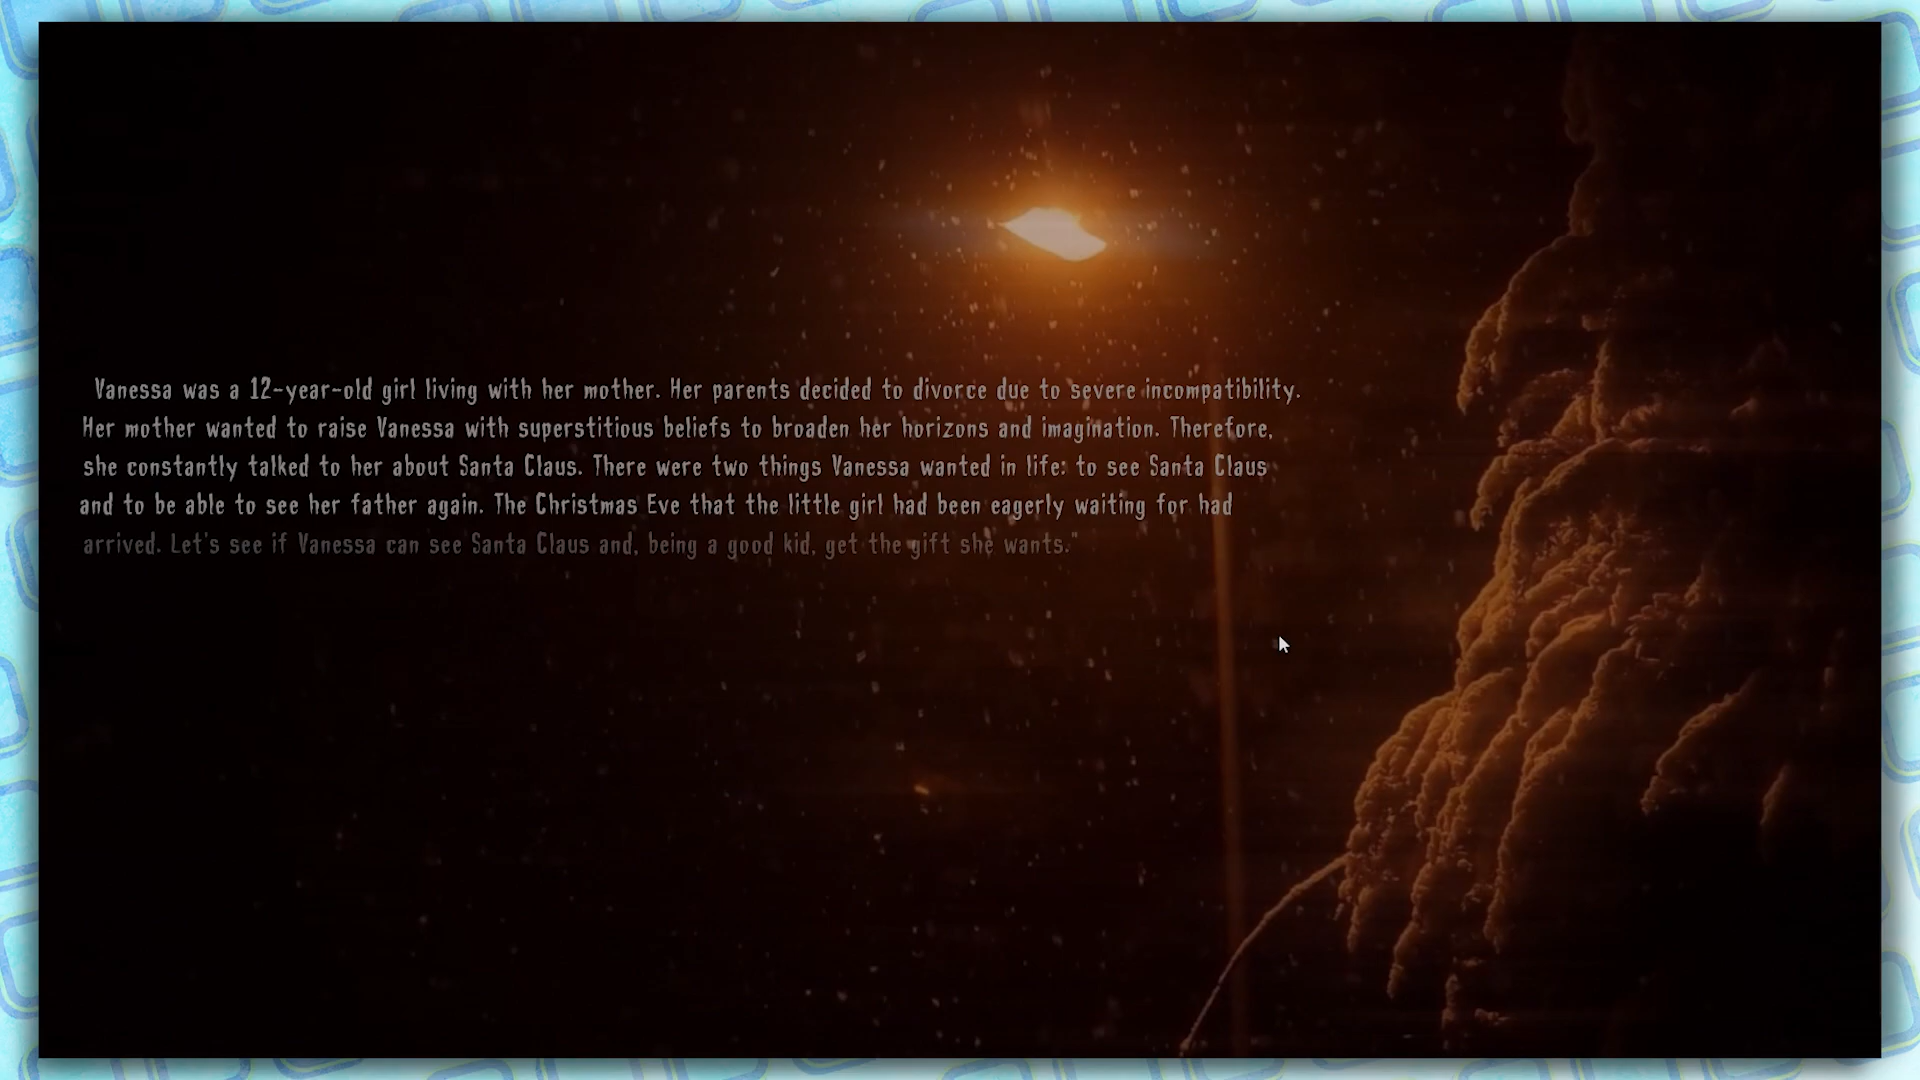 Vanessa was a 12-year-old girl living with her mother. Her parents decided to divorce due to severe incompatibility.
Her mother wanted to raise Vanessa with superstitious beliefs to broaden her horizons and imagination. Therefore,
she constantly talked to her about Santa Claus. There were two things Vanessa wanted in life: to see Santa Claus
and to be able to see her father again. The Christmas Eve that the little girl had been eagerly waiting for had
arrived. Let's see if Vanessa can see Santa Claus and, being a good kid, get the gift she wants."